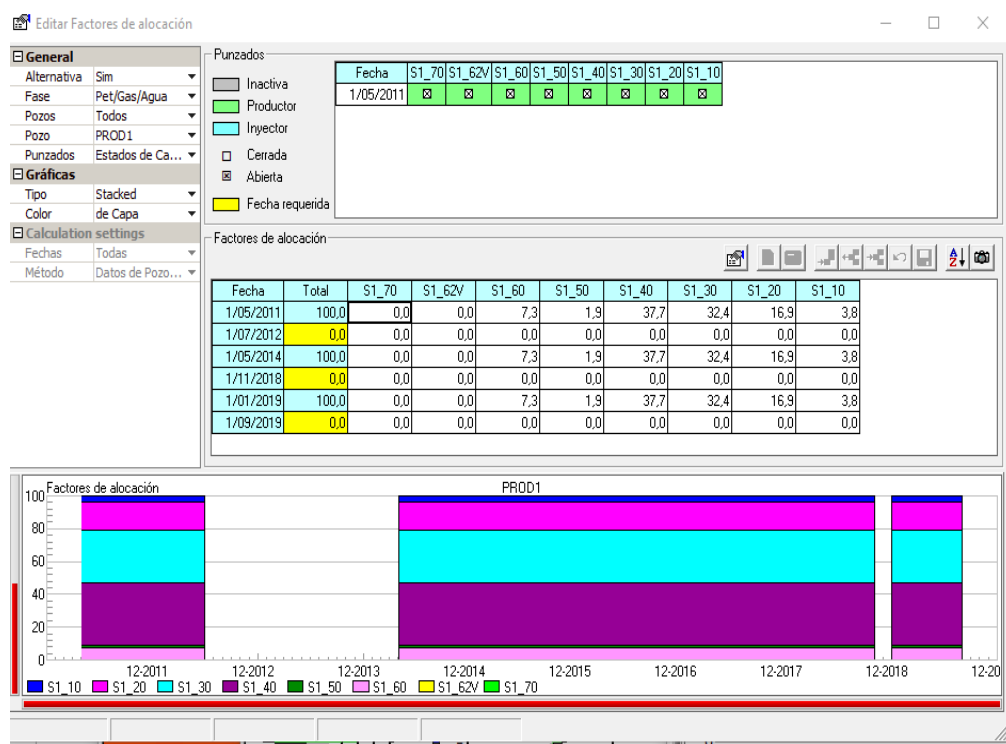 Editar Factores de alocación
General
Alternativa Sim
Fase Pet/Gas/Agua
Pozos Todos
Pozo PROD1
Punzados Estados de Ca...
Gráficas
Tipo Stacked
Color de Capa
Calculation settings
Fechas Todas
Método Datos de Pozo...
Punzados
Inactiva
Productor
Inyector
Cerrada
Abierta
Fecha requerida
Fecha S1_70 S1_62V S1_60 S1_50 S1_40 S1_30 S1_20 S1_10
1/05/2011
Factores de alocación
Fecha Total S1_70 S1_62V S1_60 S1_50 S1_40 S1_30 S1_20 S1_10
1/05/2011 100,0 0,0 0,0 7,3 1,9 37,7 32,4 16,9 3,8
1/07/2012 0,0 0,0 0,0 0,0 0,0 0,0 0,0 0,0 0,0
1/05/2014 100,0 0,0 0,0 7,3 1,9 37,7 32,4 16,9 3,8
1/11/2018 0,0 0,0 0,0 0,0 0,0 0,0 0,0 0,0 0,0
1/01/2019 100,0 0,0 0,0 7,3 1,9 37,7 32,4 16,9 3,8
1/09/2019 0,0 0,0 0,0 0,0 0,0 0,0 0,0 0,0 0,0
Factores de alocación PROD1
100
80
60
40
20
0
12-2011 12-2012 12-2013 12-2014 12-2015 12-2016 12-2017 12-2018 12-20
S1_10 S1_20 S1_30 S1_40 S1_50 S1_60 S1_62V S1_70